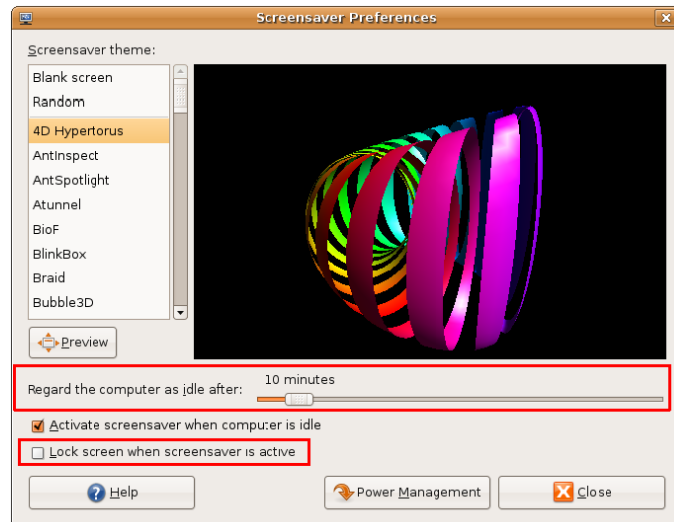 Screensaver Preferences
Screensaver theme:
Blank screen
Random
4D Hypertorus
AntInspect
AntSpotlight
Atunnel
BioF
BlinkBox
Braid
Bubble3D
Preview
10 minutes
Regard the computer as idle after:
Activate screensaver when computer is idle
Lock screen when screensaver is active
Help
Power Management
Close